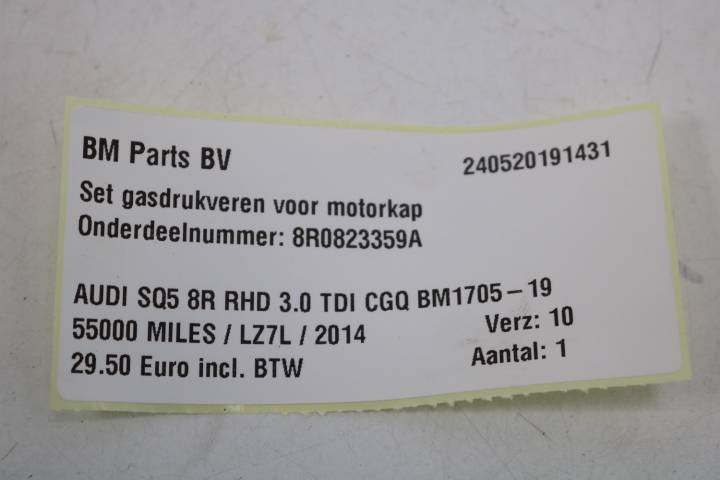 BM Parts BV
240520191431
Set gasdrukveren voor motorkap
Onderdeelnummer: 8R0823359A
AUDI SQ5 8R RHD 3.0 TDI CGQ BM1705-19
55000 MILES / LZ7L / 2014
Verz: 10
29.50 Euro incl. BTW
Aantal: 1